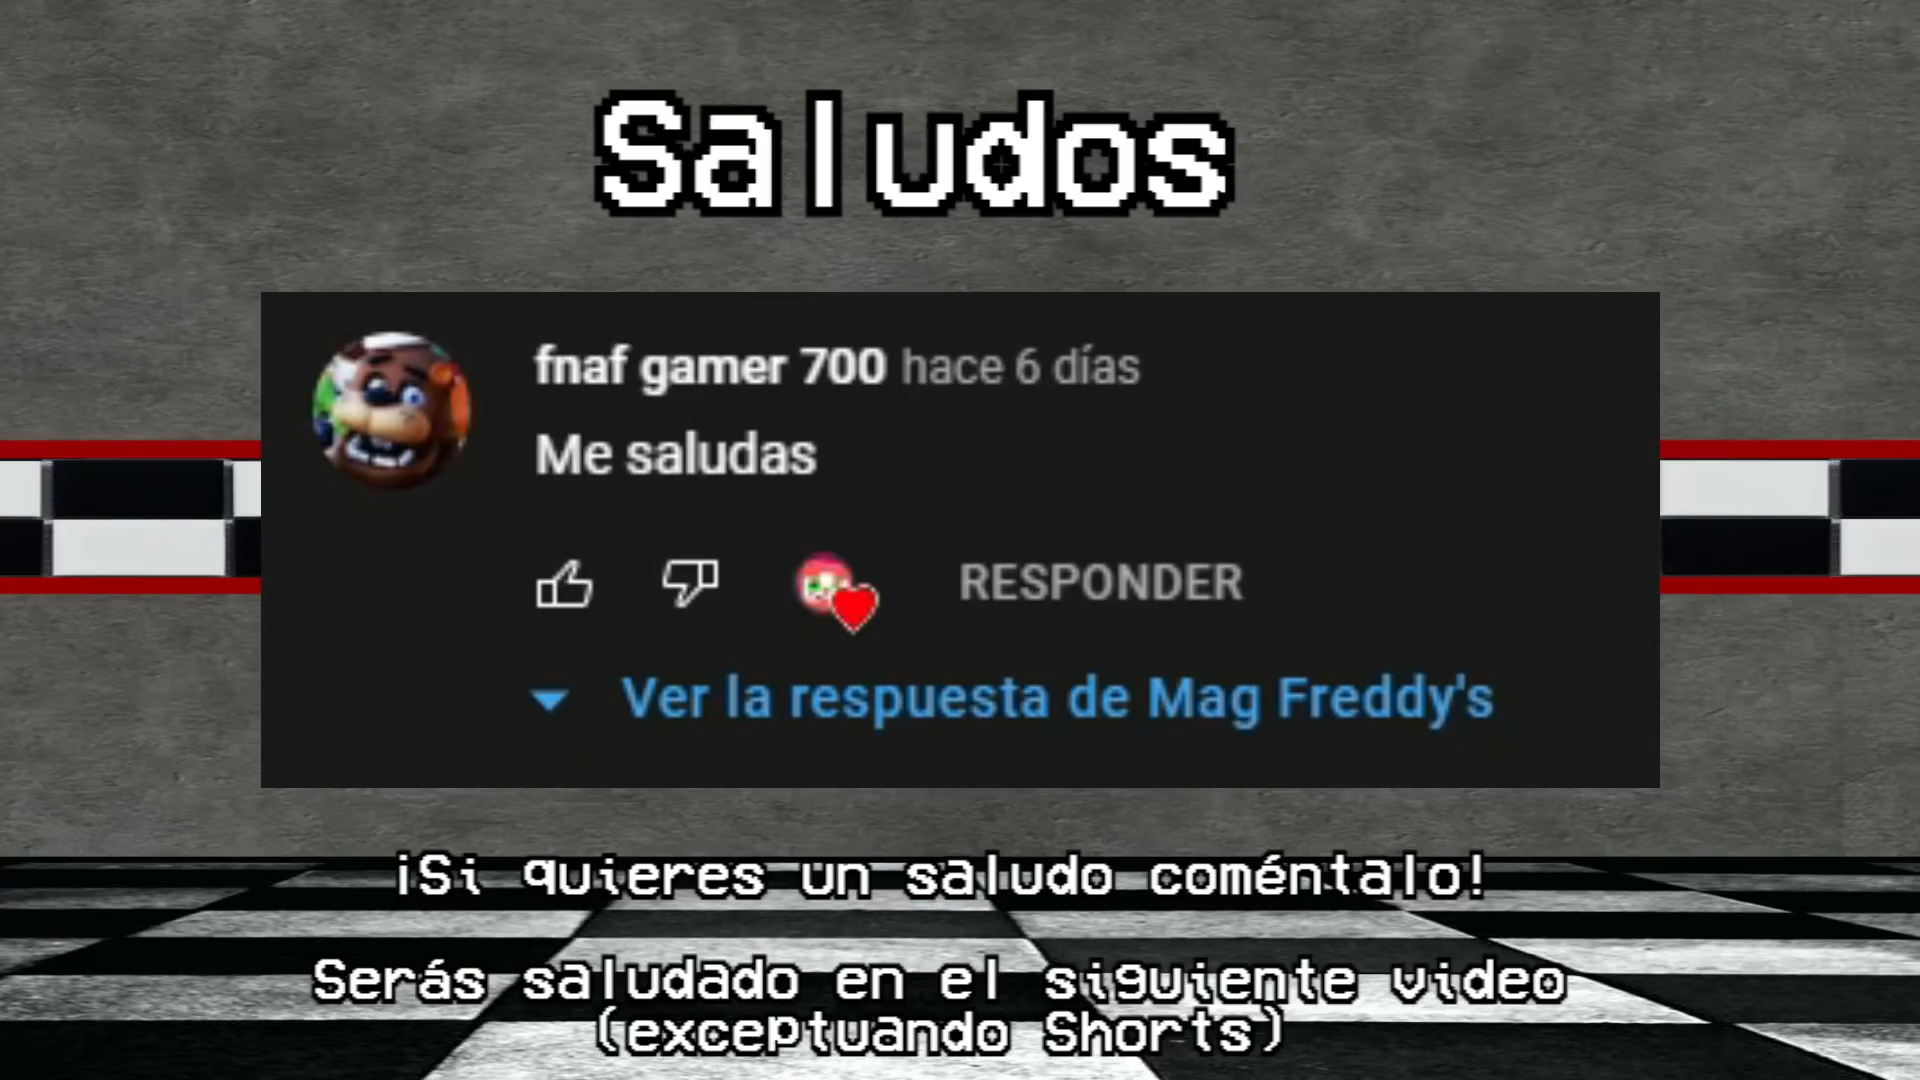 Saludos
fnaf gamer 700 hace 6 días
Me saludas
RESPONDER
Ver la respuesta de Mag Freddy's
¡Si quieres un saludo coméntalo!
Serás saludado en el siguiente video
(exceptuando Shorts)